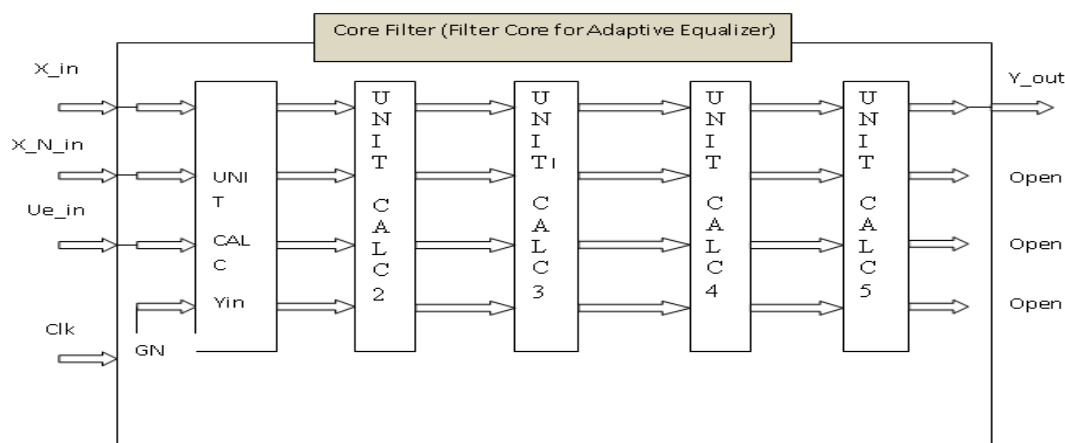 Core Filter (Filter Core for Adaptive Equalizer)
X_in
X_N_in
Ue_in
Clk
UNI
T
CAL
C
Yin
GN
U
N
I
T
C
A
L
C
2
U
N
I
T I
C
A
L
C
3
U
N
I
T
C
A
L
C
4
U
N
I
T
C
A
L
C
5
Y_out
Open
Open
Open